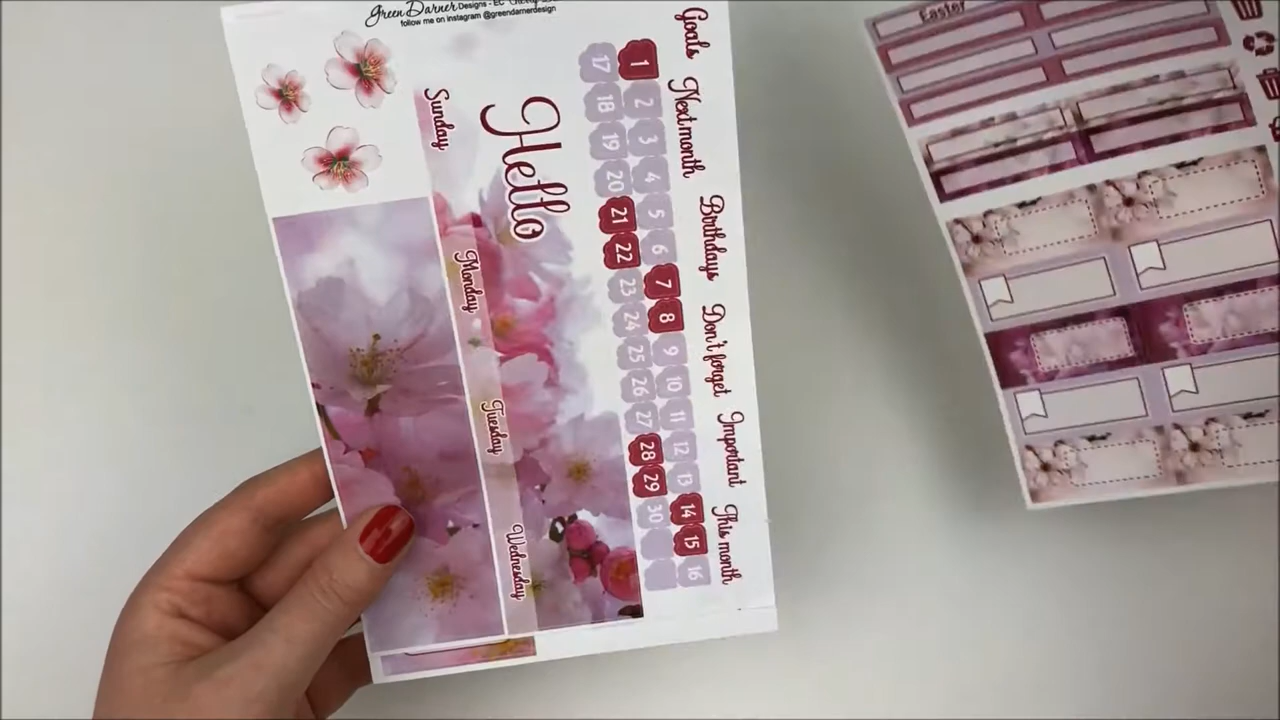 Green Darner Designs - EC
follow me on Instagram @greendarnerdesign
Goals Next month Birthdays Don't forget Important This month
1 2 3 4 5 6 7 8 9 10 11 12 13 14 15 16
17 18 19 20 21 22 23 24 25 26 27 28 29 30
Hello
Sunday Monday Tuesday Wednesday
Easter